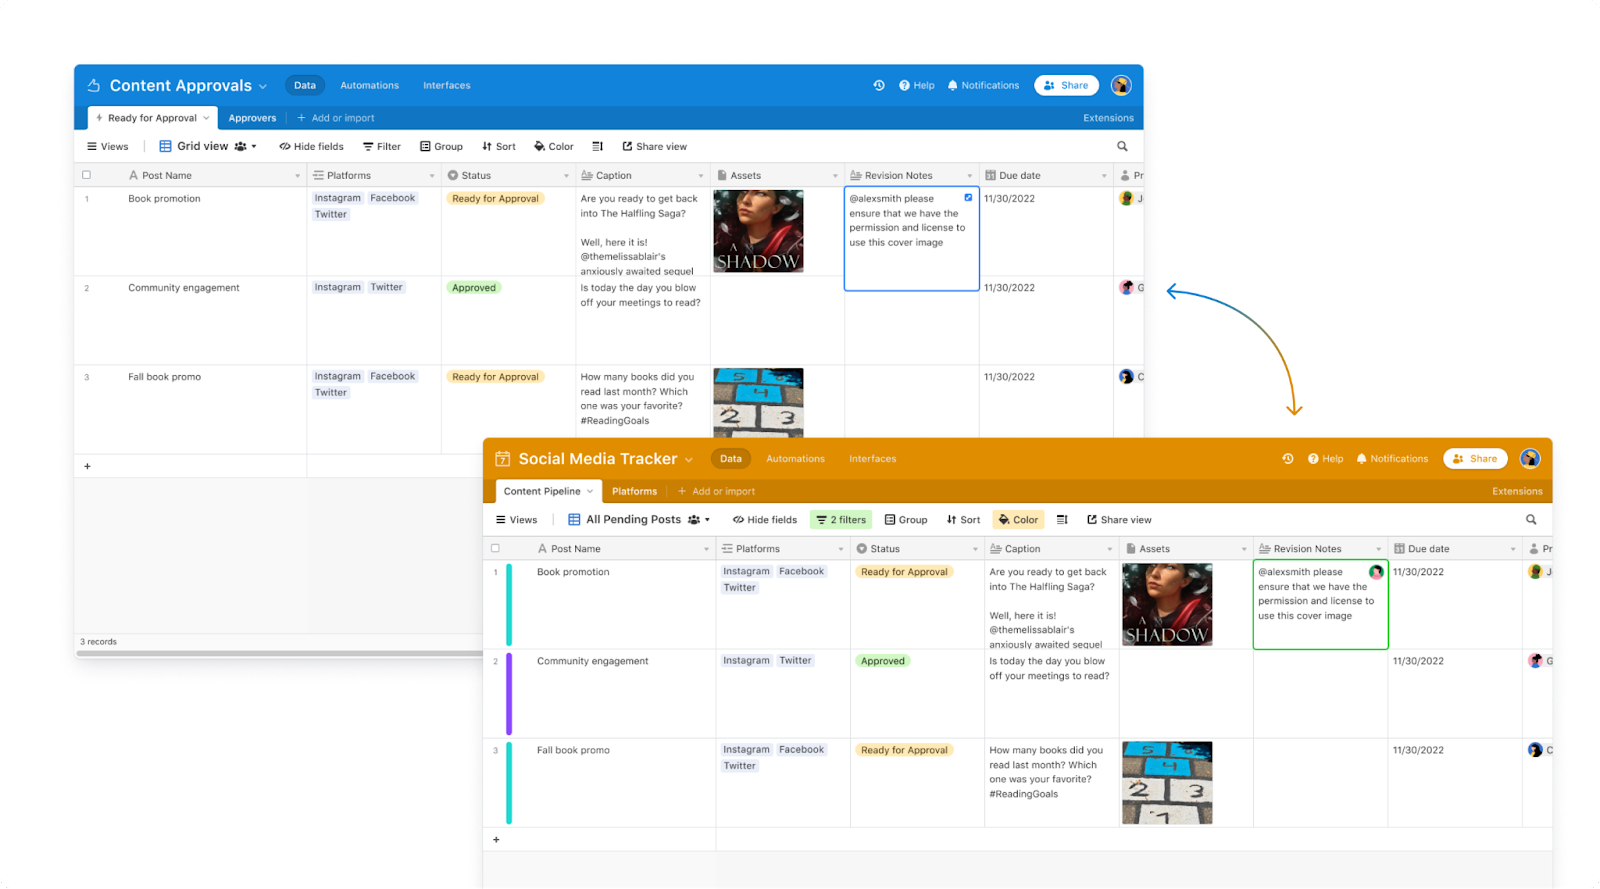 Content Approvals
Data
Automations
Interfaces
Help
Notifications
Share
Ready for Approval
Approvers
+ Add or import
Extensions
Views
Grid view
Hide fields
Filter
Group
Sort
Color
Share view
Post Name
Platforms
Status
Caption
Assets
Revision Notes
Due date
Pr
1
Book promotion
Instagram Facebook
Twitter
Ready for Approval
Are you ready to get back
into The Halfling Saga?
Well, here it is!
@themelissablair's
anxiously awaited sequel
A
SHADOW
@alexsmith please
ensure that we have the
permission and license to
use this cover image
11/30/2022
J
2
Community engagement
Instagram Twitter
Approved
Is today the day you blow
off your meetings to read?
11/30/2022
G
3
Fall book promo
Instagram Facebook
Twitter
Ready for Approval
How many books did you
read last month? Which
one was your favorite?
#ReadingGoals
5
4
2 3
11/30/2022
C
+
3 records
7
Social Media Tracker
Data
Automations
Interfaces
Help
Notifications
Share
Content Pipeline
Platforms
+ Add or import
Extensions
Views
All Pending Posts
Hide fields
2 filters
Group
Sort
Color
Share view
Post Name
Platforms
Status
Caption
Assets
Revision Notes
Due date
Pr
1
Book promotion
Instagram Facebook
Twitter
Ready for Approval
Are you ready to get back
into The Halfling Saga?
Well, here it is!
@themelissablair's
anxiously awaited sequel
A
SHADOW
@alexsmith please
ensure that we have the
permission and license to
use this cover image
11/30/2022
J
2
Community engagement
Instagram Twitter
Approved
Is today the day you blow
off your meetings to read?
11/30/2022
G
3
Fall book promo
Instagram Facebook
Twitter
Ready for Approval
How many books did you
read last month? Which
one was your favorite?
#ReadingGoals
5
4
2 3
1
11/30/2022
C
+